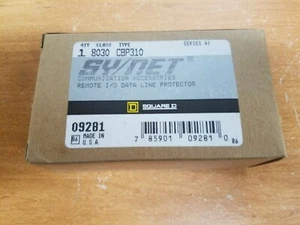 QTY CLASS TYPE SERIES A1
1 8030 CBP310
SY/NET®
COMMUNICATION ACCESSORIES
REMOTE I/O DATA LINE PROTECTOR
D SQUARE D
09281
MADE IN
U.S.A.
7 85901 09281 0 R6